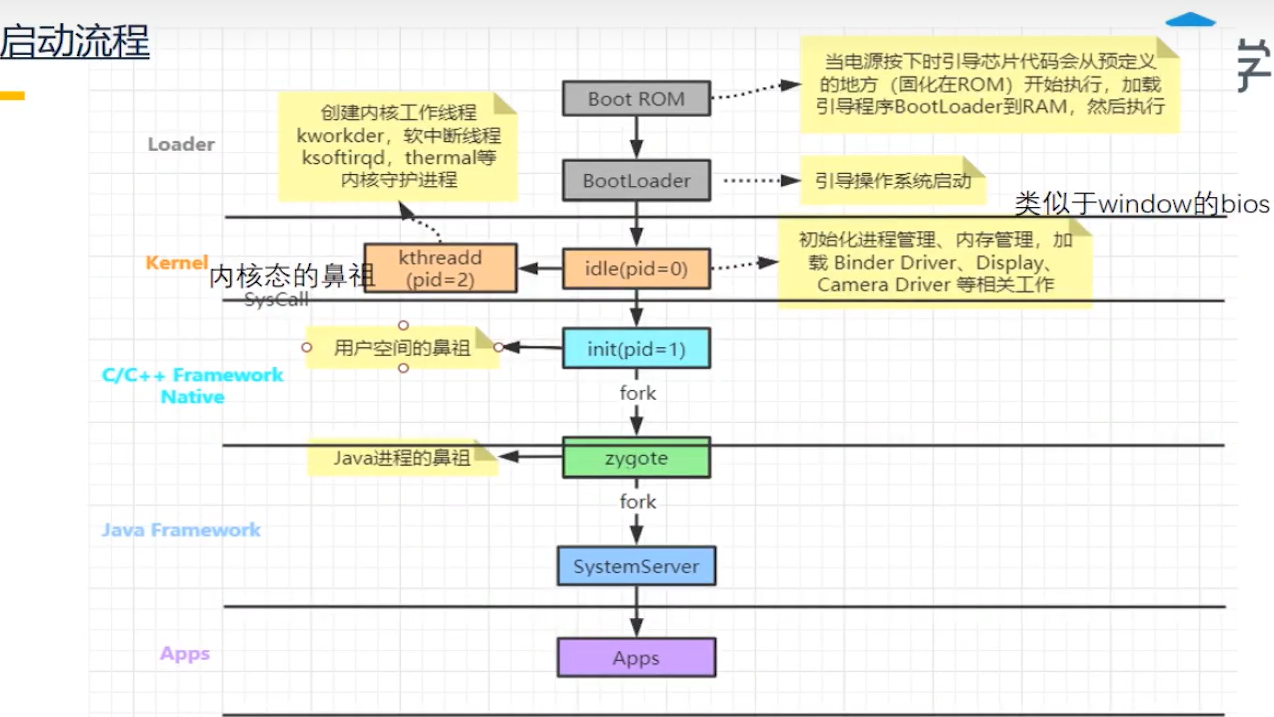 启动流程
学
当电源按下时引导芯片代码会从预定义
的地方（固化在ROM）开始执行，加载
引导程序BootLoader到RAM，然后执行
Boot ROM
创建内核工作线程
kworkder，软中断线程
ksoftirqd，thermal等
内核守护进程
Loader
BootLoader
引导操作系统启动
类似于window的bios
Kernel
内核态的鼻祖
kthreadd
(pid=2)
idle(pid=0)
初始化进程管理、内存管理，加
载 Binder Driver、Display、
Camera Driver 等相关工作
SysCall
用户空间的鼻祖
init(pid=1)
C/C++ Framework
Native
fork
Java进程的鼻祖
zygote
fork
Java Framework
SystemServer
Apps
Apps